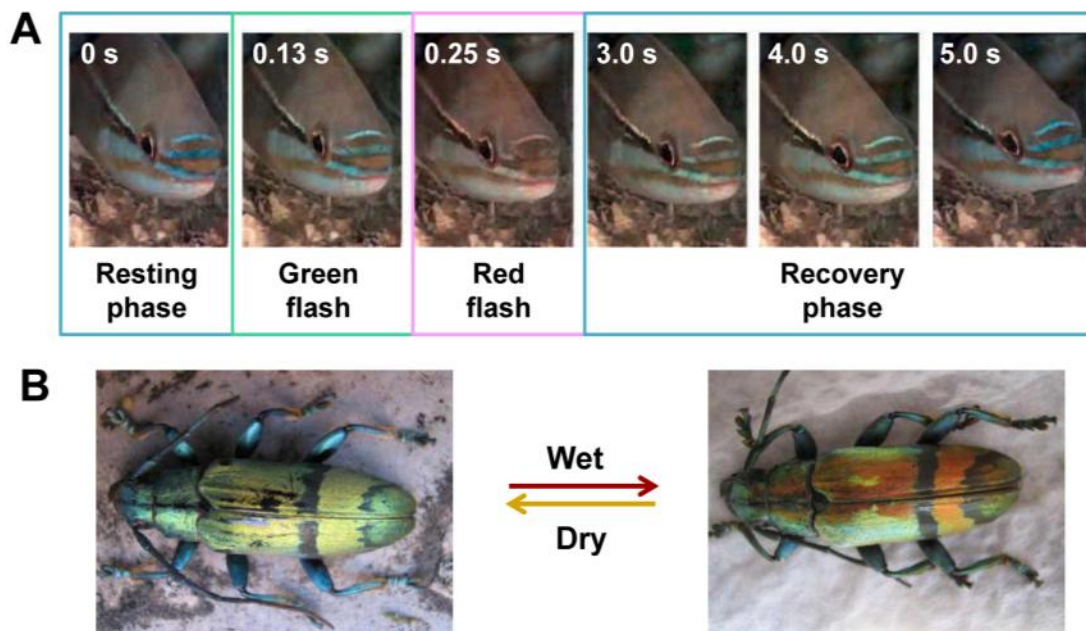 A
0 s 0.13 s 0.25 s 3.0 s 4.0 s 5.0 s
Resting
phase
Green
flash
Red
flash
Recovery
phase
B
Wet
Dry